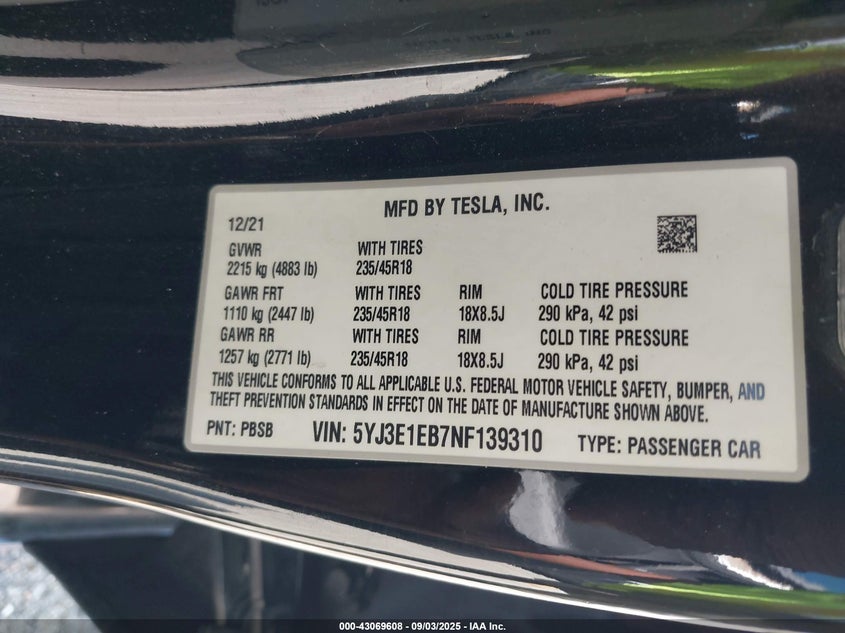 MFD BY TESLA, INC.
12/21
GVWR WITH TIRES
2215 kg (4883 lb) 235/45R18
GAWR FRT WITH TIRES RIM COLD TIRE PRESSURE
1110 kg (2447 lb) 235/45R18 18X8.5J 290 kPa, 42 psi
GAWR RR WITH TIRES RIM COLD TIRE PRESSURE
1257 kg (2771 lb) 235/45R18 18X8.5J 290 kPa, 42 psi
THIS VEHICLE CONFORMS TO ALL APPLICABLE U.S. FEDERAL MOTOR VEHICLE SAFETY, BUMPER, AND
THEFT PREVENTION STANDARDS IN EFFECT ON THE DATE OF MANUFACTURE SHOWN ABOVE.
PNT: PBSB VIN: 5YJ3E1EB7NF139310 TYPE: PASSENGER CAR
000-43069608 - 09/03/2025 - IAA Inc.